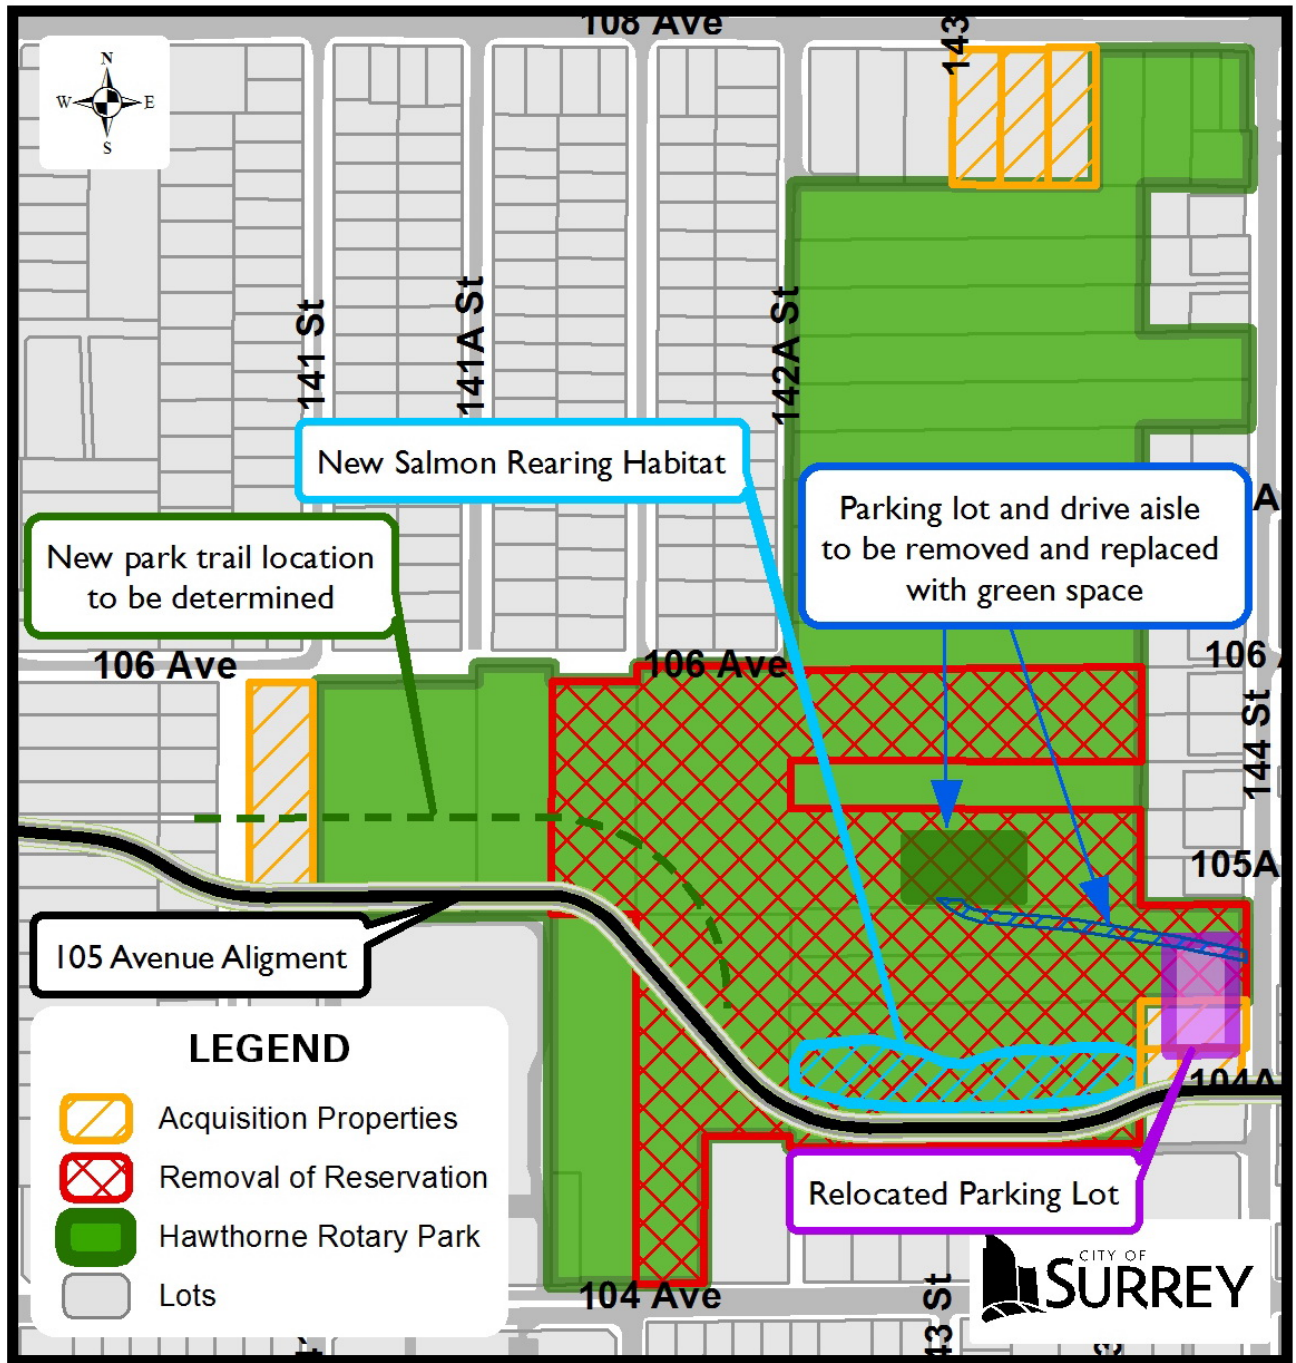 108 Ave
N
W
E
S
143
141 St
141A St
142A St
New Salmon Rearing Habitat
Parking lot and drive aisle
to be removed and replaced
with green space
A
New park trail location
to be determined
106 Ave
106 Ave
106
144 St
105A
105 Avenue Aligment
104A
LEGEND
Acquisition Properties
Removal of Reservation
Hawthorne Rotary Park
Lots
Relocated Parking Lot
CITY OF
SURREY
104 Ave
43 St